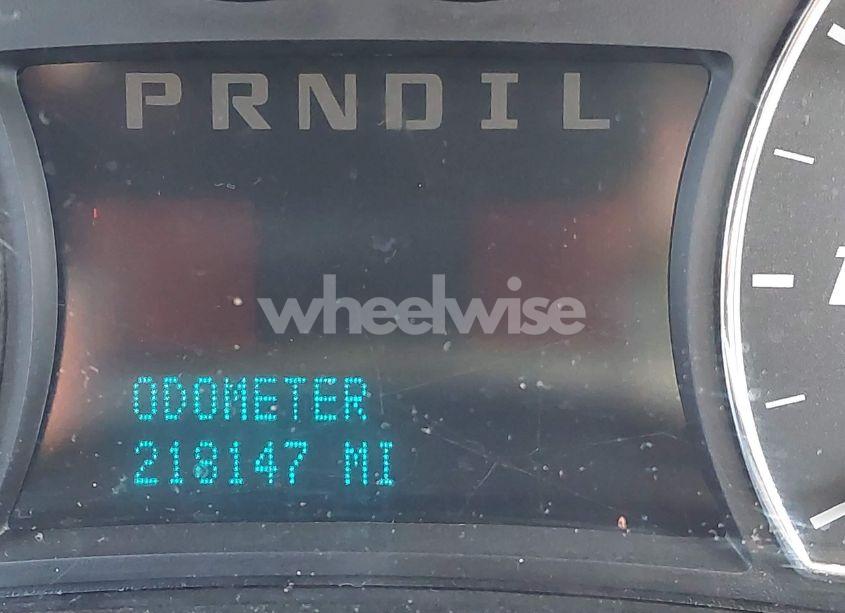 PRNDIL
wheelwise
ODOMETER
218147 MI